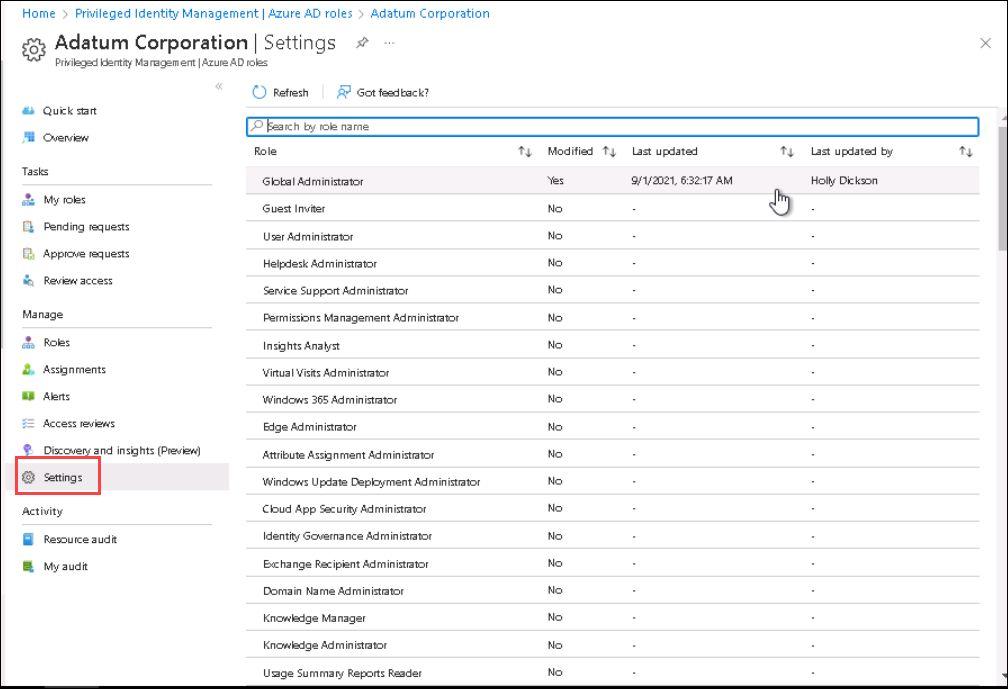 Home > Privileged Identity Management | Azure AD roles > Adatum Corporation
Adatum Corporation | Settings ...
Privileged Identity Management | Azure AD roles
«
Quick start
Overview
Tasks
My roles
Pending requests
Approve requests
Review access
Manage
Roles
Assignments
Alerts
Access reviews
Discovery and insights (Preview)
Settings
Activity
Resource audit
My audit
Refresh | Got feedback?
Search by role name
Role Modified Last updated Last updated by
Global Administrator Yes 9/1/2021, 6:32:17 AM Holly Dickson
Guest Inviter No - -
User Administrator No - -
Helpdesk Administrator No - -
Service Support Administrator No - -
Permissions Management Administrator No - -
Insights Analyst No - -
Virtual Visits Administrator No - -
Windows 365 Administrator No - -
Edge Administrator No - -
Attribute Assignment Administrator No - -
Windows Update Deployment Administrator No - -
Cloud App Security Administrator No - -
Identity Governance Administrator No - -
Exchange Recipient Administrator No - -
Domain Name Administrator No - -
Knowledge Manager No - -
Knowledge Administrator No - -
Usage Summary Reports Reader No - -